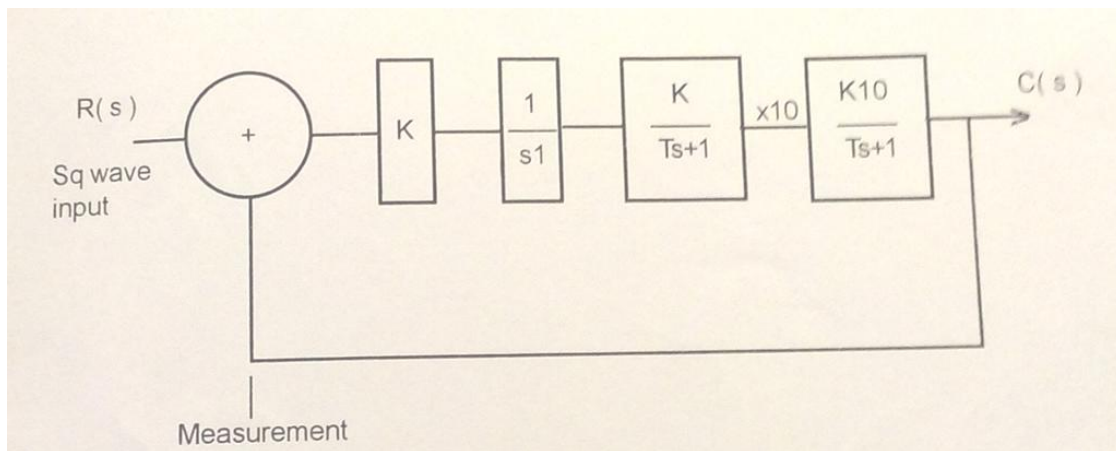 R( s )
Sq wave
input
+
K
1
s1
K
Ts+1
x10
K10
Ts+1
C( s )
Measurement